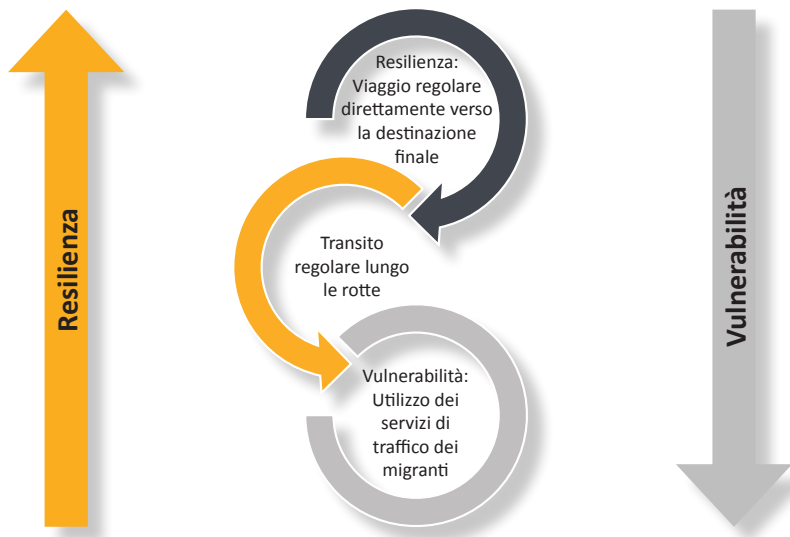 Resilienza
Resilienza:
Viaggio regolare
direttamente verso
la destinazione
finale
Transito
regolare lungo
le rotte
Vulnerabilità:
Utilizzo dei
servizi di
traffico dei
migranti
Vulnerabilità